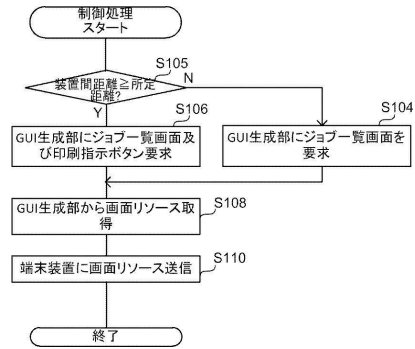 制御処理
スタート
S105
装置間距離≧所定
距離?
N
Y
S106
GUI生成部にジョブ一覧画面及
び印刷指示ボタン要求
S104
GUI生成部にジョブ一覧画面を
要求
S108
GUI生成部から画面リソース取
得
S110
端末装置に画面リソース送信
終了